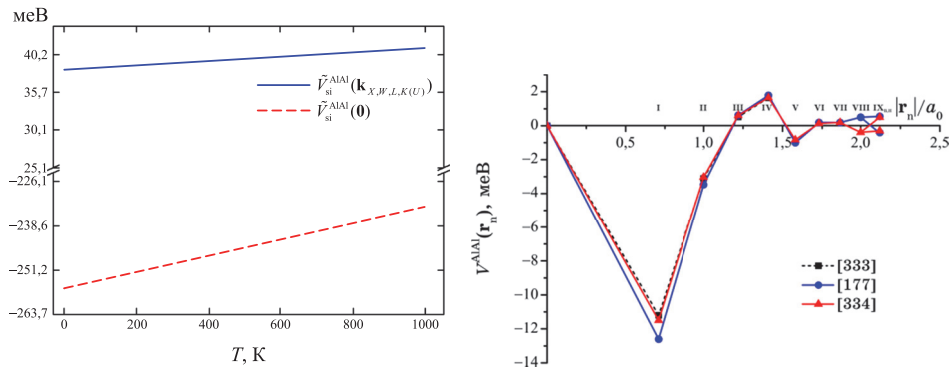 меВ
40,2
35,7
30,1
25,1
−226,1
−238,6
−251,2
−263,7
0 200 400 600 800 1000
T, К
Ṽ_si^AlAl(k_X,W,L,K(U))
Ṽ_si^AlAl(0)
2
0
−2
−4
−6
−8
−10
−12
−14
V^AlAl(r_n), меВ
I II III IV V VI VII VIII IX_a,в |r_n|/a_0
0,5 1,0 1,5 2,0 2,5
[333]
[177]
[334]